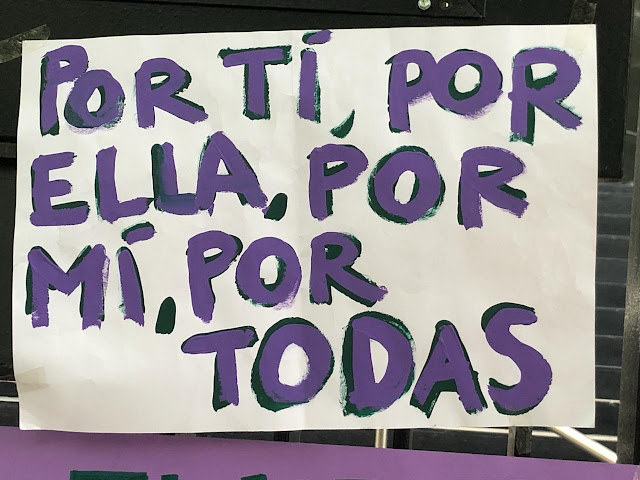 POR TÍ, POR
ELLA, POR
MÍ, POR
TODAS